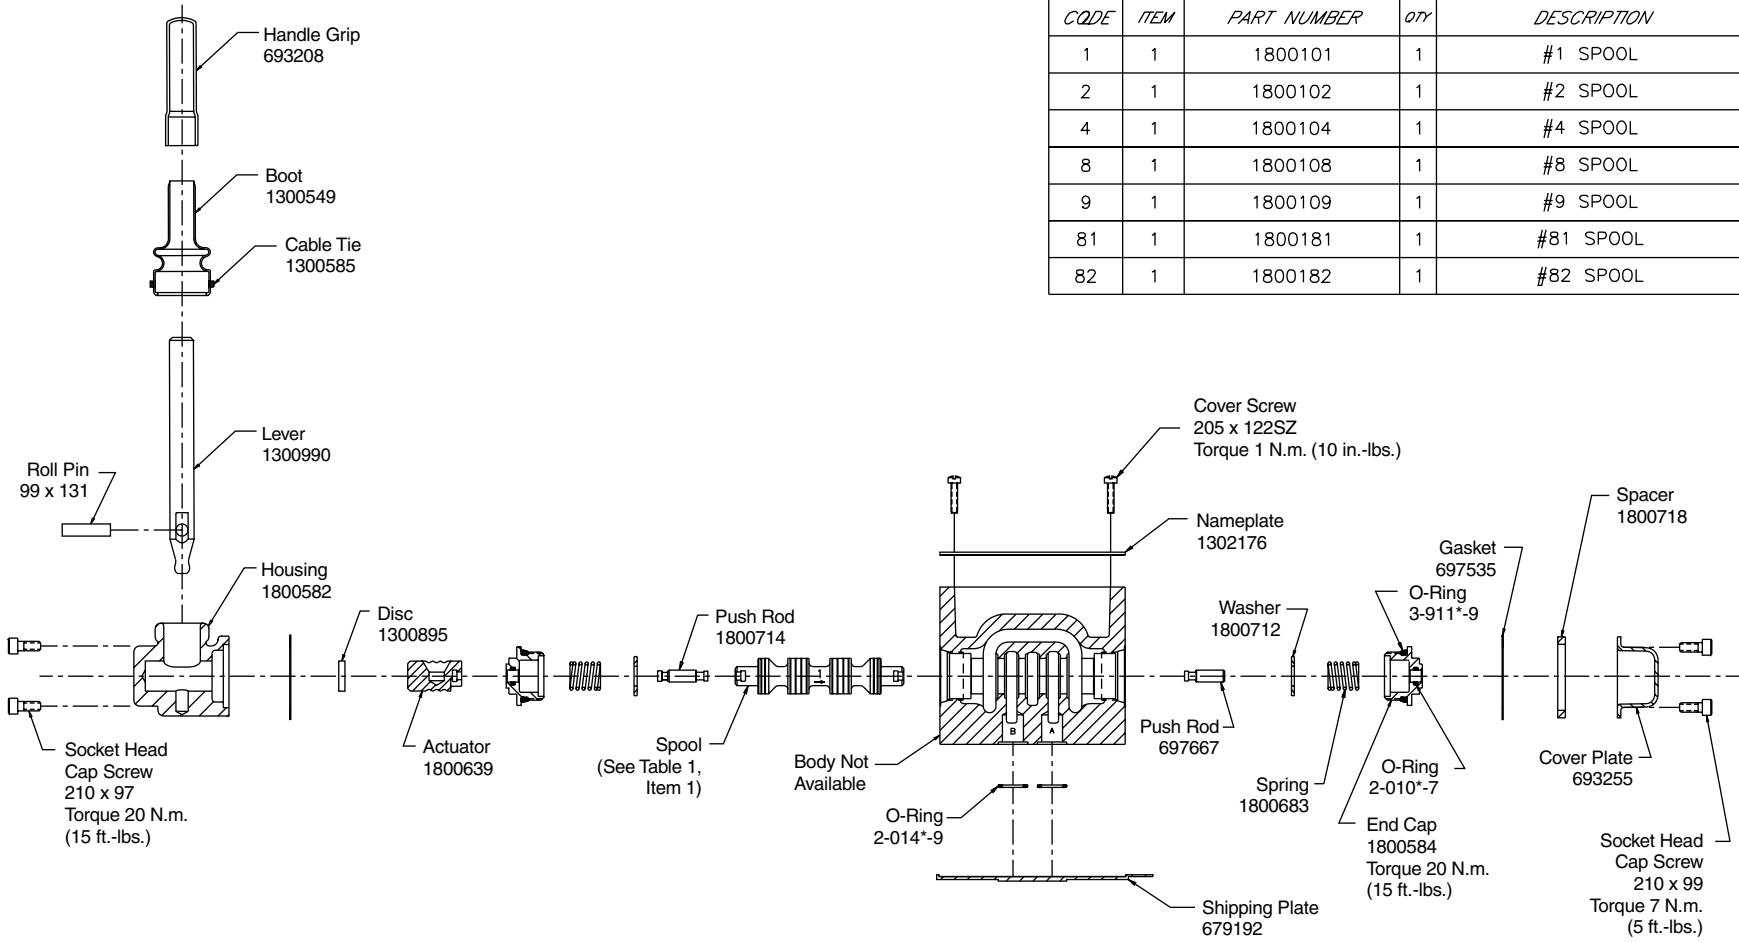 CODE ITEM PART NUMBER QTY DESCRIPTION
1 1 1800101 1 #1 SPOOL
2 1 1800102 1 #2 SPOOL
4 1 1800104 1 #4 SPOOL
8 1 1800108 1 #8 SPOOL
9 1 1800109 1 #9 SPOOL
81 1 1800181 1 #81 SPOOL
82 1 1800182 1 #82 SPOOL
Handle Grip
693208
Boot
1300549
Cable Tie
1300585
Lever
1300990
Roll Pin
99 x 131
Housing
1800582
Disc
1300895
Socket Head
Cap Screw
210 x 97
Torque 20 N.m.
(15 ft.-lbs.)
Actuator
1800639
Push Rod
1800714
Spool
(See Table 1,
Item 1)
1
Cover Screw
205 x 122SZ
Torque 1 N.m. (10 in.-lbs.)
Nameplate
1302176
B
A
Body Not
Available
O-Ring
2-014*-9
Shipping Plate
679192
Push Rod
697667
Washer
1800712
Spring
1800683
O-Ring
3-911*-9
O-Ring
2-010*-7
End Cap
1800584
Torque 20 N.m.
(15 ft.-lbs.)
Gasket
697535
Spacer
1800718
Cover Plate
693255
Socket Head
Cap Screw
210 x 99
Torque 7 N.m.
(5 ft.-lbs.)